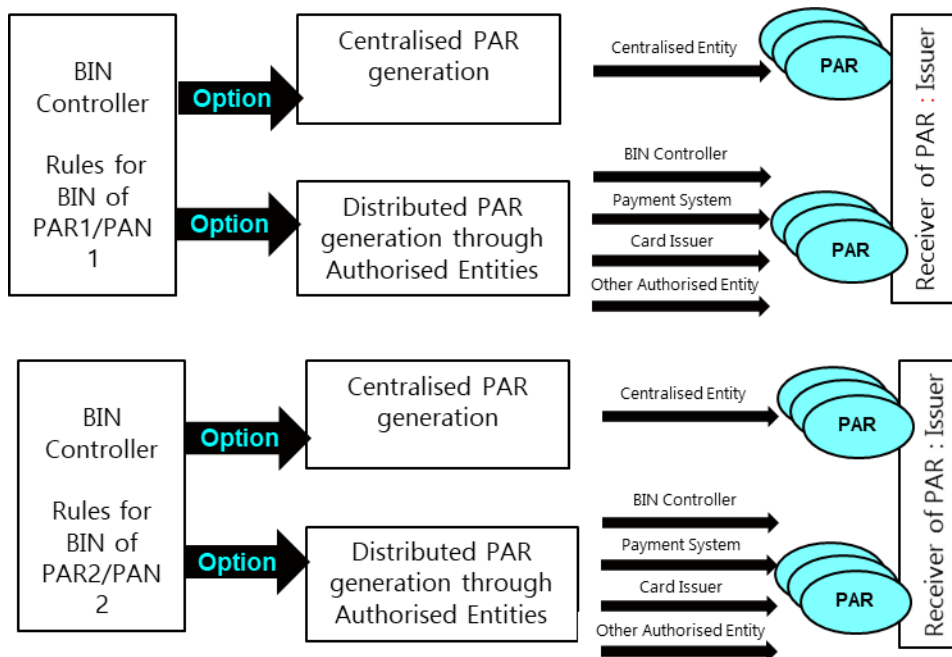 BIN
Controller
Rules for
BIN of
PAR1/PAN
1
Option
Centralised PAR
generation
Centralised Entity
PAR
Option
Distributed PAR
generation through
Authorised Entities
BIN Controller
Payment System
Card Issuer
Other Authorised Entity
PAR
Receiver of PAR : Issuer
BIN
Controller
Rules for
BIN of
PAR2/PAN
2
Option
Centralised PAR
generation
Centralised Entity
PAR
Option
Distributed PAR
generation through
Authorised Entities
BIN Controller
Payment System
Card Issuer
Other Authorised Entity
PAR
Receiver of PAR : Issuer